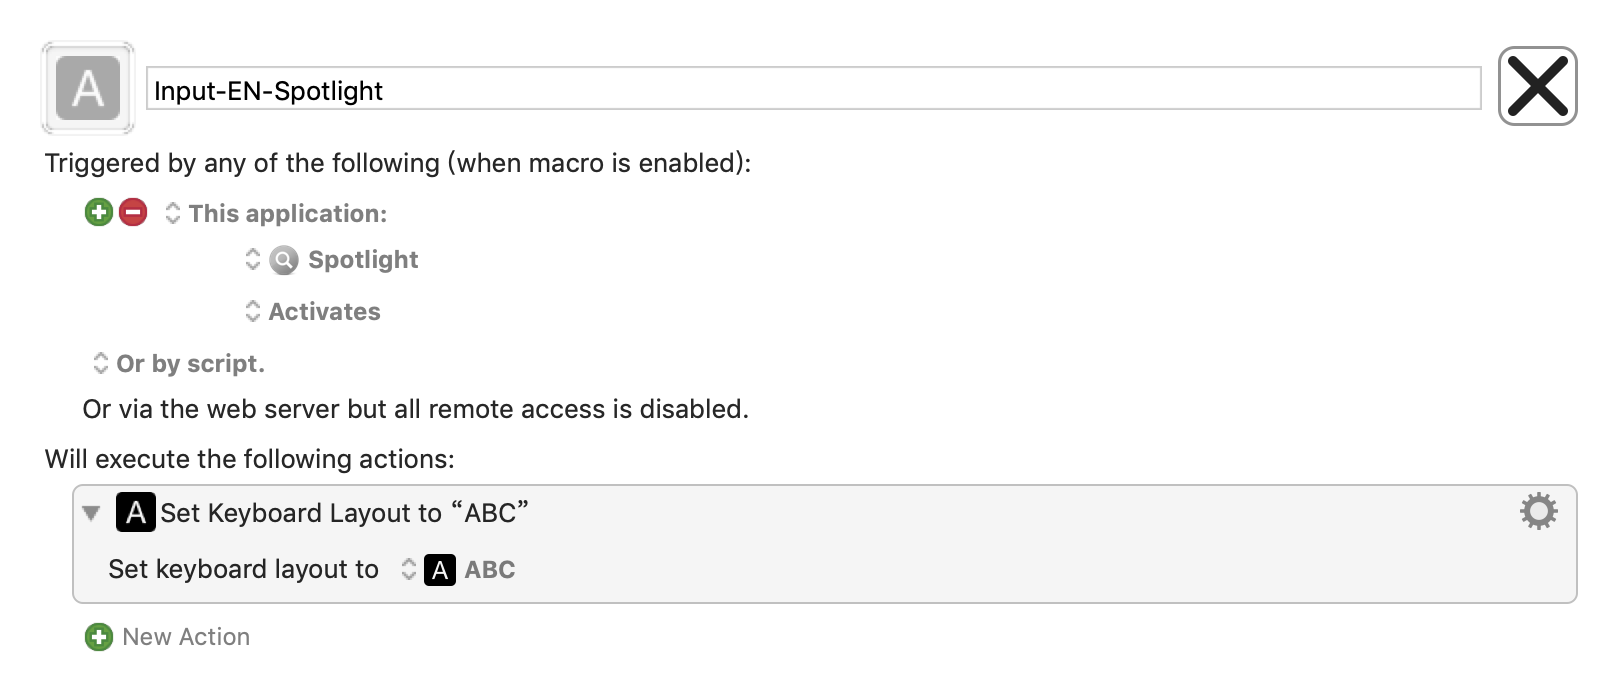 A Input-EN-Spotlight
Triggered by any of the following (when macro is enabled):
This application:
Spotlight
Activates
Or by script.
Or via the web server but all remote access is disabled.
Will execute the following actions:
A Set Keyboard Layout to “ABC”
Set keyboard layout to A ABC
New Action